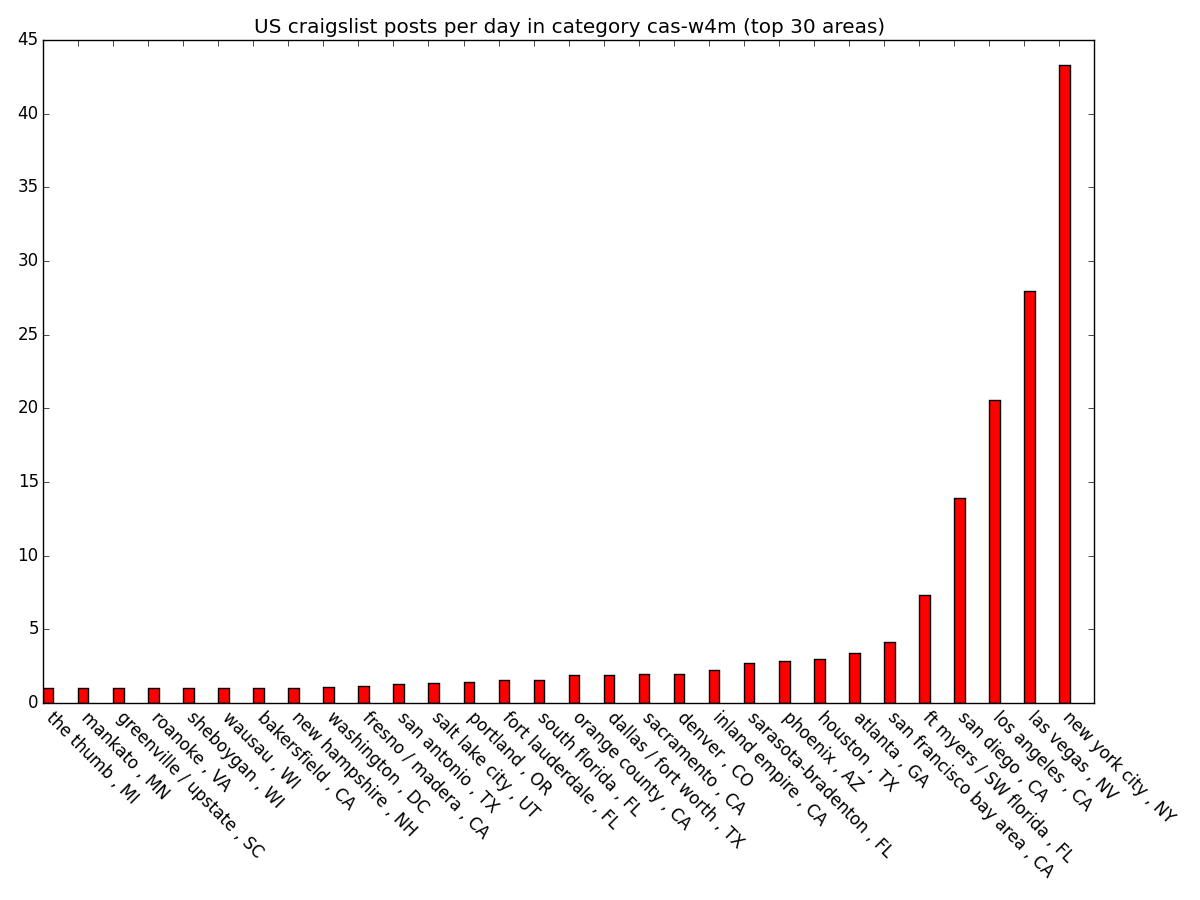 US craigslist posts per day in category cas-w4m (top 30 areas)
45
40
35
30
25
20
15
10
5
0
the thumb , MI
mankato , MN
greenville / upstate , SC
roanoke , VA
sheboygan , WI
wausau , WI
bakersfield , CA
new hampshire , NH
washington , DC
fresno / madera , CA
san antonio , TX
salt lake city , UT
portland , OR
fort lauderdale , FL
south florida , FL
orange county , CA
dallas / fort worth , TX
sacramento , CA
denver , CO
inland empire , CA
sarasota-bradenton , FL
phoenix , AZ
houston , TX
atlanta , GA
san francisco bay area , CA
ft myers / SW florida , FL
san diego , CA
los angeles , CA
las vegas , NV
new york city , NY